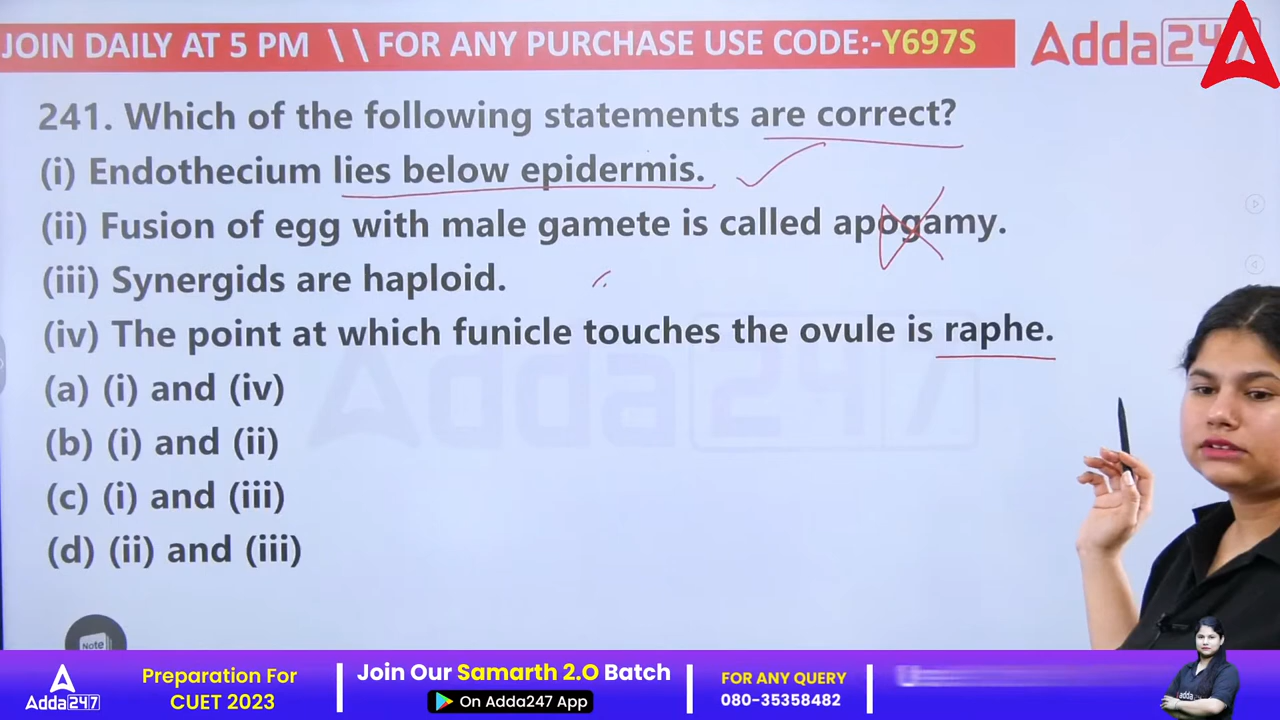 JOIN DAILY AT 5 PM \\ FOR ANY PURCHASE USE CODE:-Y697S
Adda247
241. Which of the following statements are correct?
(i) Endothecium lies below epidermis.
(ii) Fusion of egg with male gamete is called apogamy.
(iii) Synergids are haploid.
(iv) The point at which funicle touches the ovule is raphe.
(a) (i) and (iv)
(b) (i) and (ii)
(c) (i) and (iii)
(d) (ii) and (iii)
Adda247
Note
Adda247
Preparation For
CUET 2023
Join Our Samarth 2.O Batch
On Adda247 App
FOR ANY QUERY
080-35358482
adda